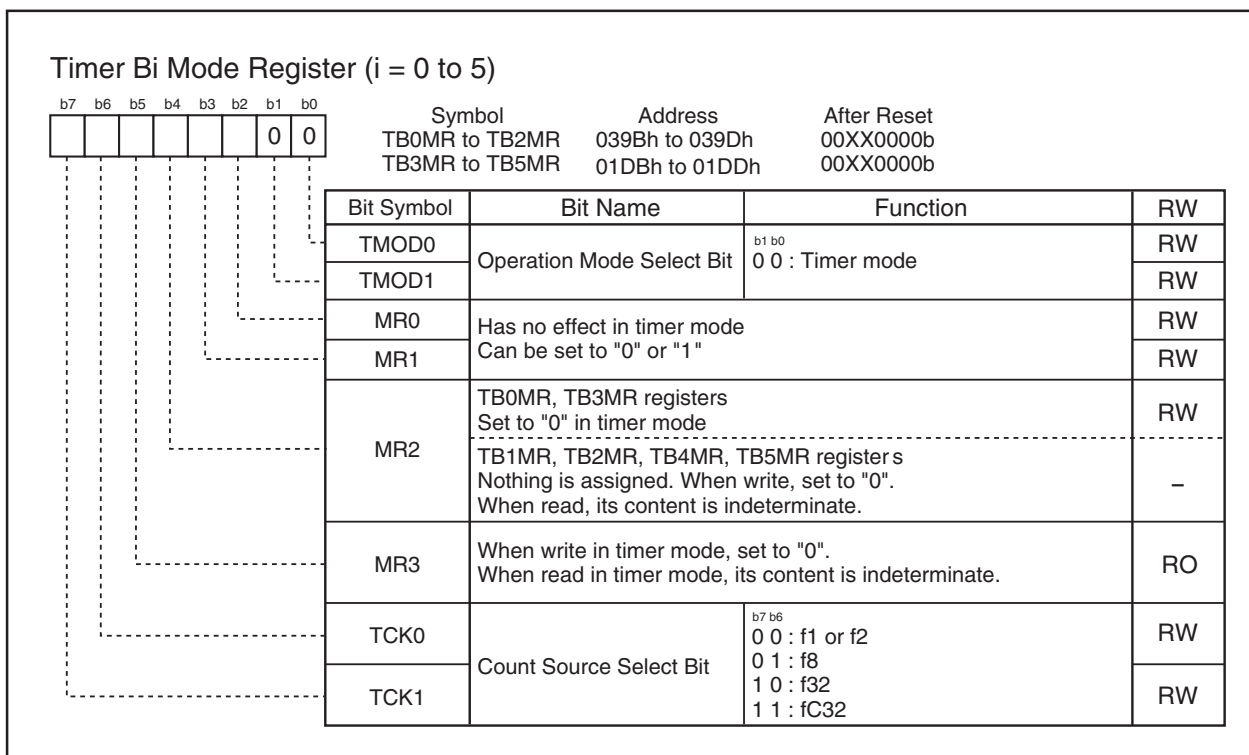 Timer Bi Mode Register (i = 0 to 5)
b7 b6 b5 b4 b3 b2 b1 b0
0 0
Symbol Address After Reset
TB0MR to TB2MR 039Bh to 039Dh 00XX0000b
TB3MR to TB5MR 01DBh to 01DDh 00XX0000b
Bit Symbol Bit Name Function RW
TMOD0 RW
Operation Mode Select Bit
b1 b0
0 0 : Timer mode
TMOD1 RW
MR0 RW
Has no effect in timer mode
Can be set to "0" or "1"
MR1 RW
MR2
TB0MR, TB3MR registers
Set to "0" in timer mode
RW
TB1MR, TB2MR, TB4MR, TB5MR registers
Nothing is assigned. When write, set to "0".
When read, its content is indeterminate.
–
MR3
When write in timer mode, set to "0".
When read in timer mode, its content is indeterminate.
RO
TCK0 RW
Count Source Select Bit
b7 b6
0 0 : f1 or f2
0 1 : f8
1 0 : f32
1 1 : fC32
TCK1 RW